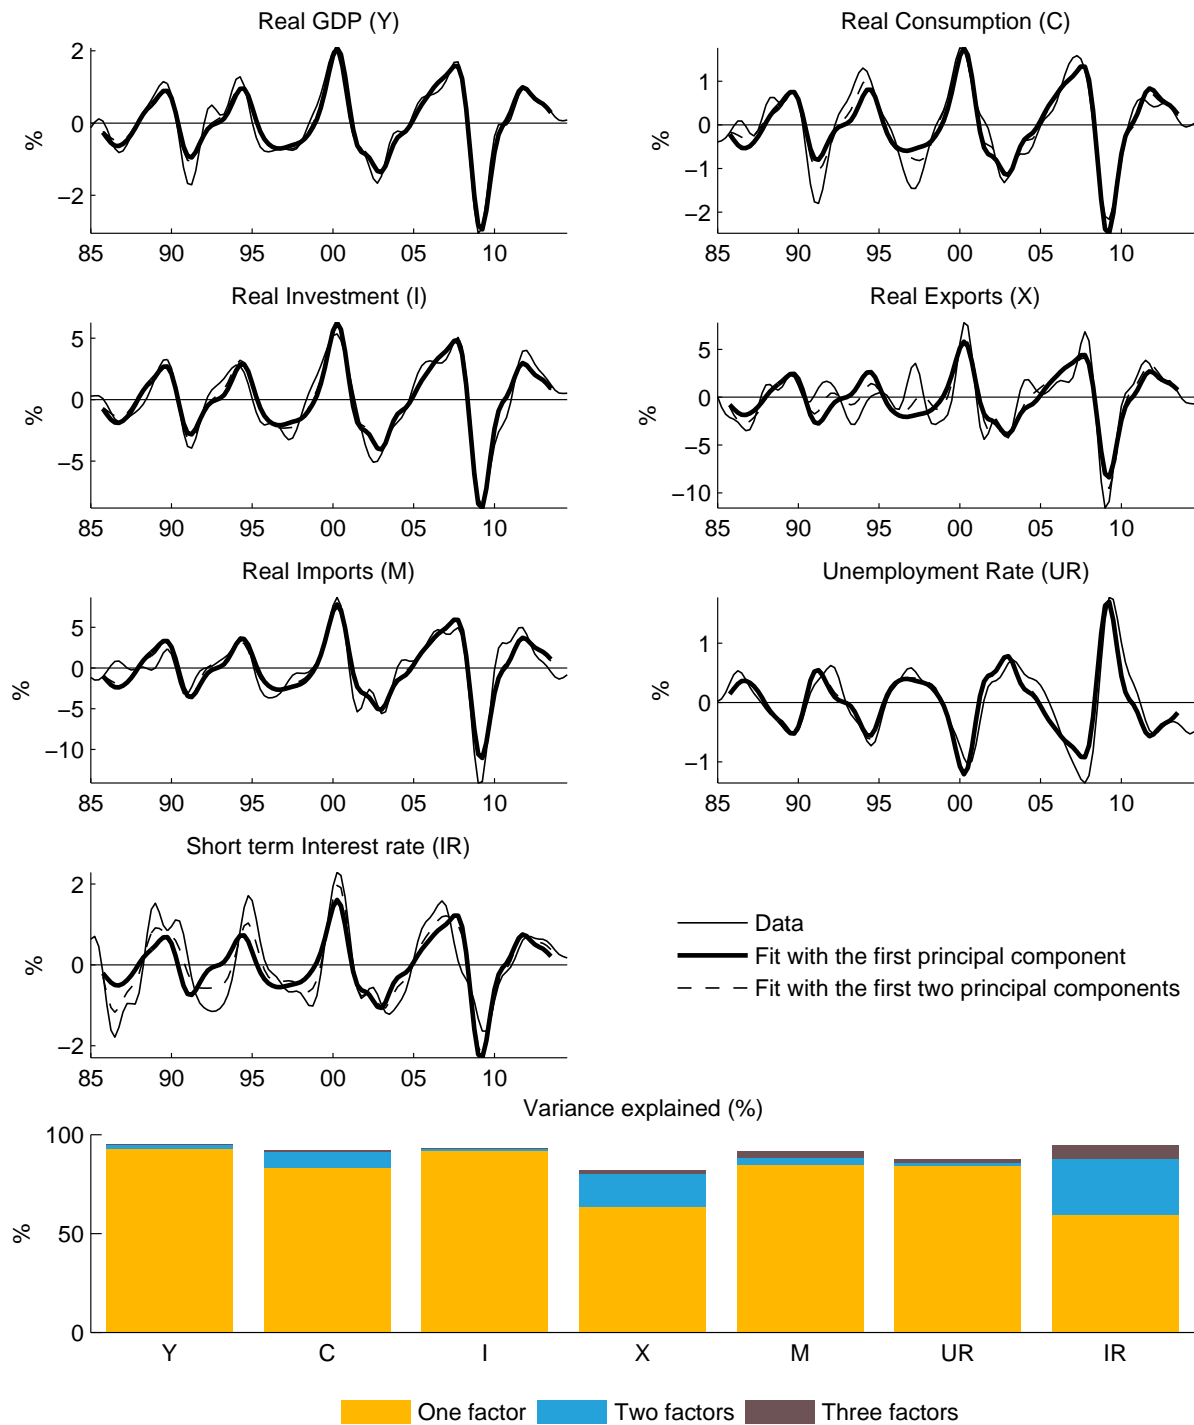 Real GDP (Y)
2
0
−2
%
85 90 95 00 05 10
Real Consumption (C)
1
0
−1
−2
%
85 90 95 00 05 10
Real Investment (I)
5
0
−5
%
85 90 95 00 05 10
Real Exports (X)
5
0
−5
−10
%
85 90 95 00 05 10
Real Imports (M)
5
0
−5
−10
%
85 90 95 00 05 10
Unemployment Rate (UR)
1
0
−1
%
85 90 95 00 05 10
Short term Interest rate (IR)
2
0
−2
%
85 90 95 00 05 10
Data
Fit with the first principal component
Fit with the first two principal components
Variance explained (%)
100
50
0
%
Y C I X M UR IR
One factor Two factors Three factors